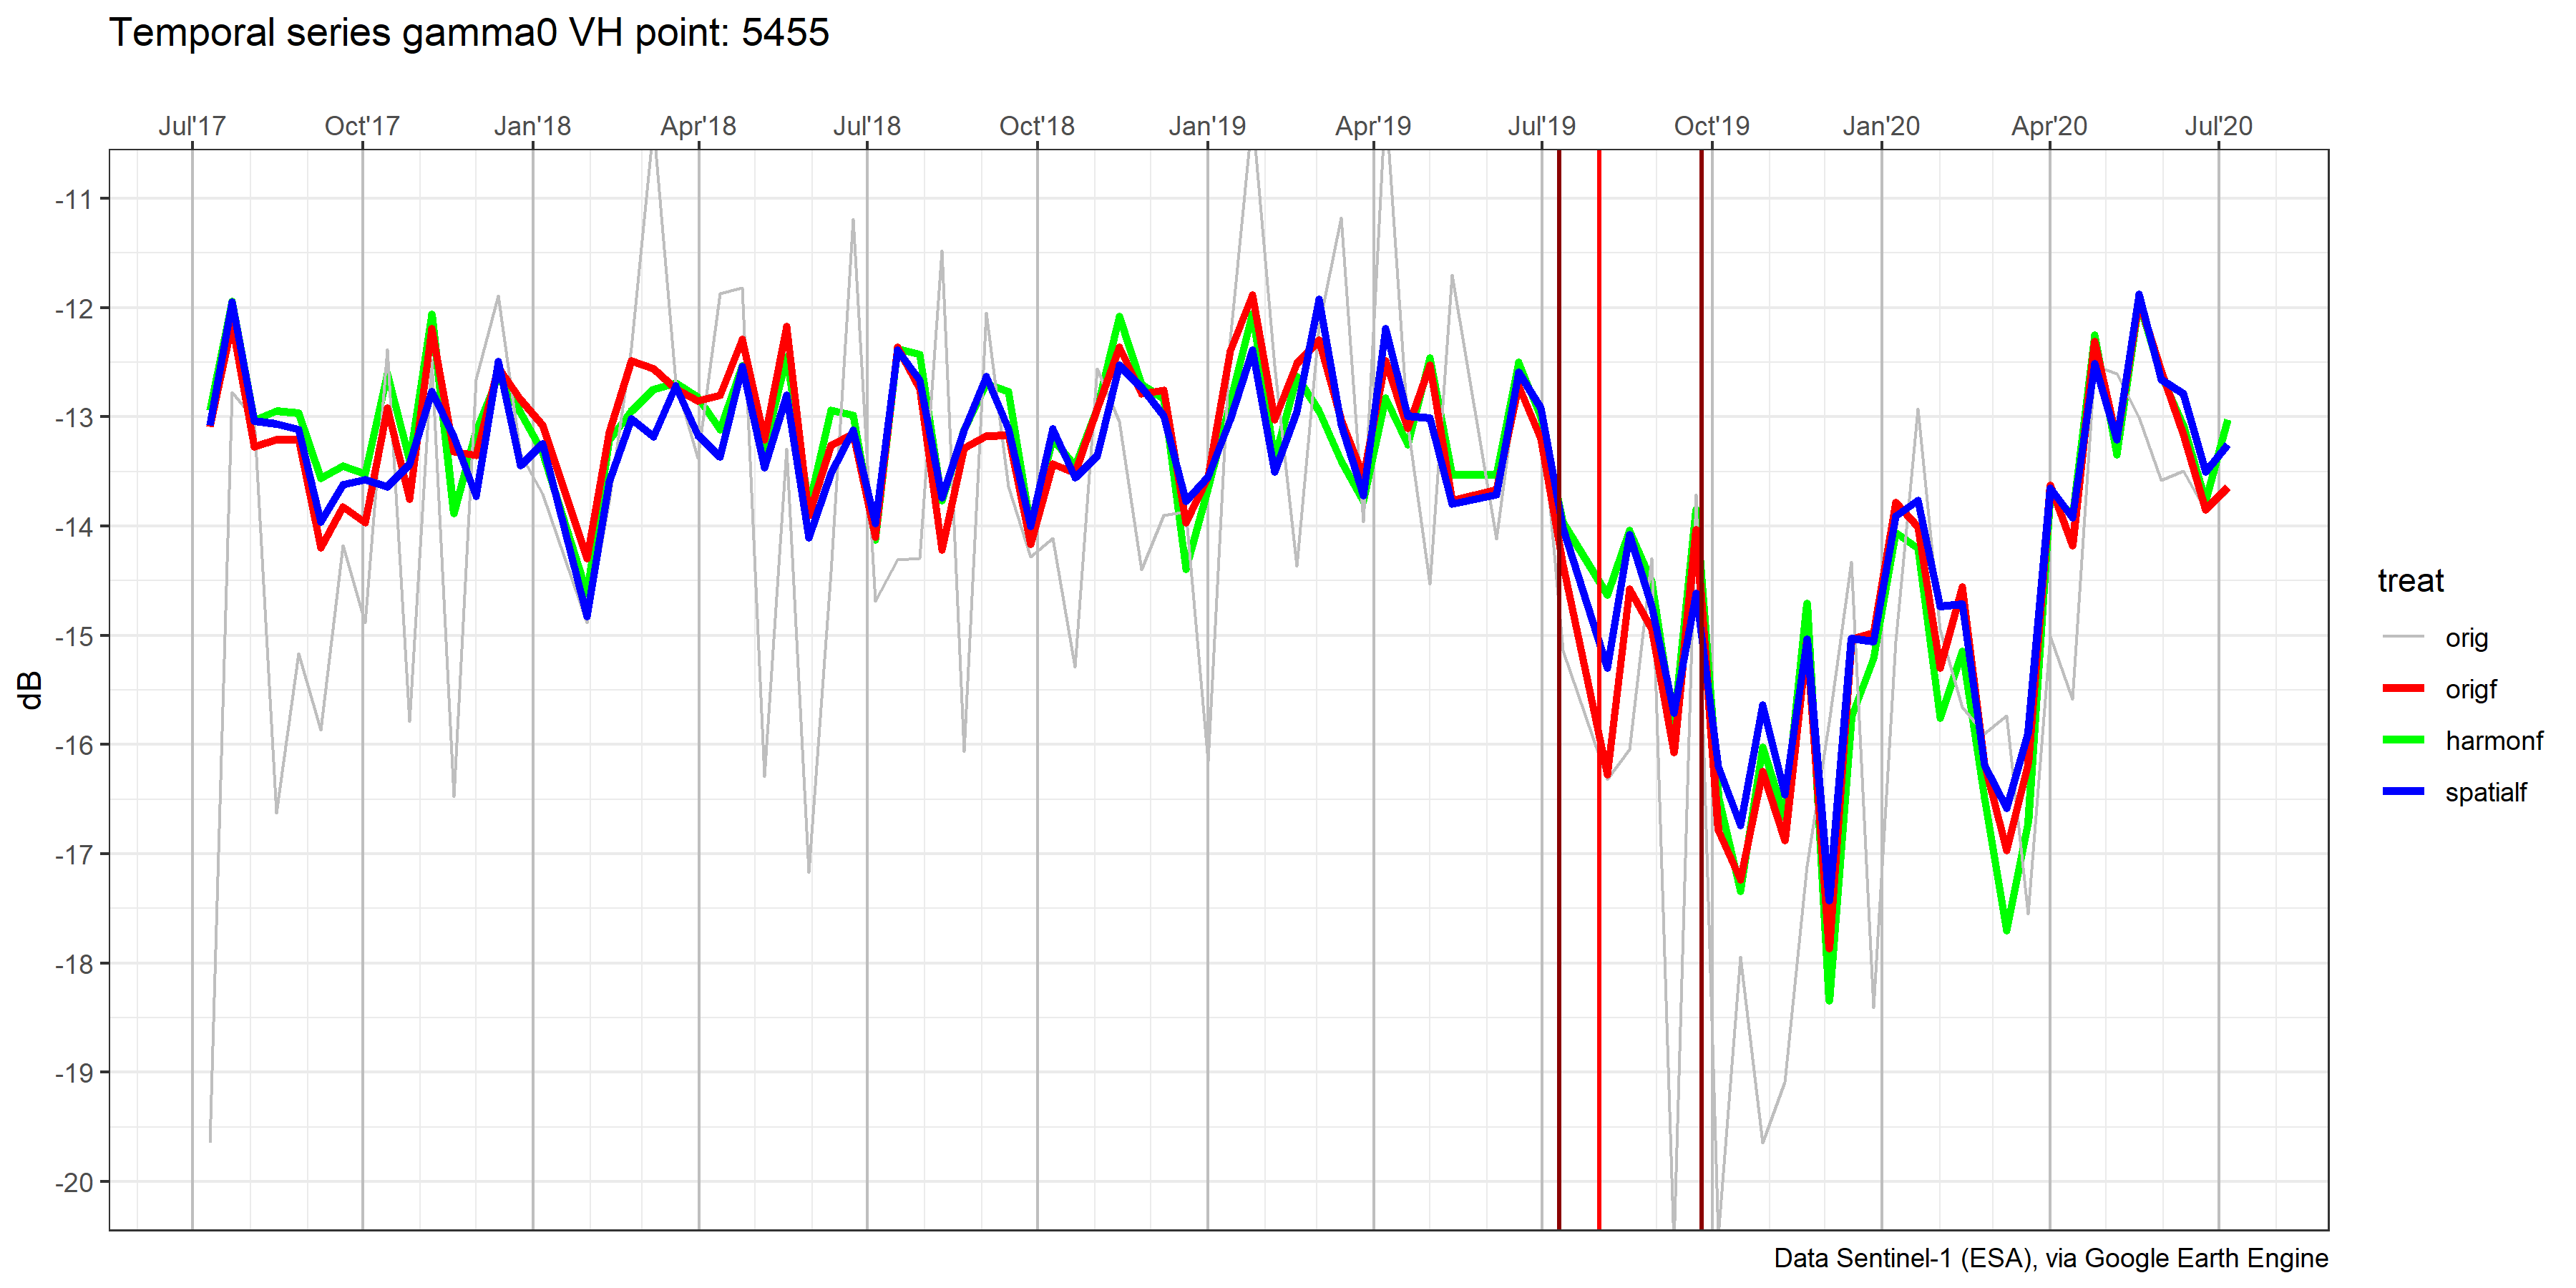 Temporal series gamma0 VH point: 5455
Jul'17 Oct'17 Jan'18 Apr'18 Jul'18 Oct'18 Jan'19 Apr'19 Jul'19 Oct'19 Jan'20 Apr'20 Jul'20
-11
-12
-13
-14
-15
-16
-17
-18
-19
-20
dB
treat
orig
origf
harmonf
spatialf
Data Sentinel-1 (ESA), via Google Earth Engine